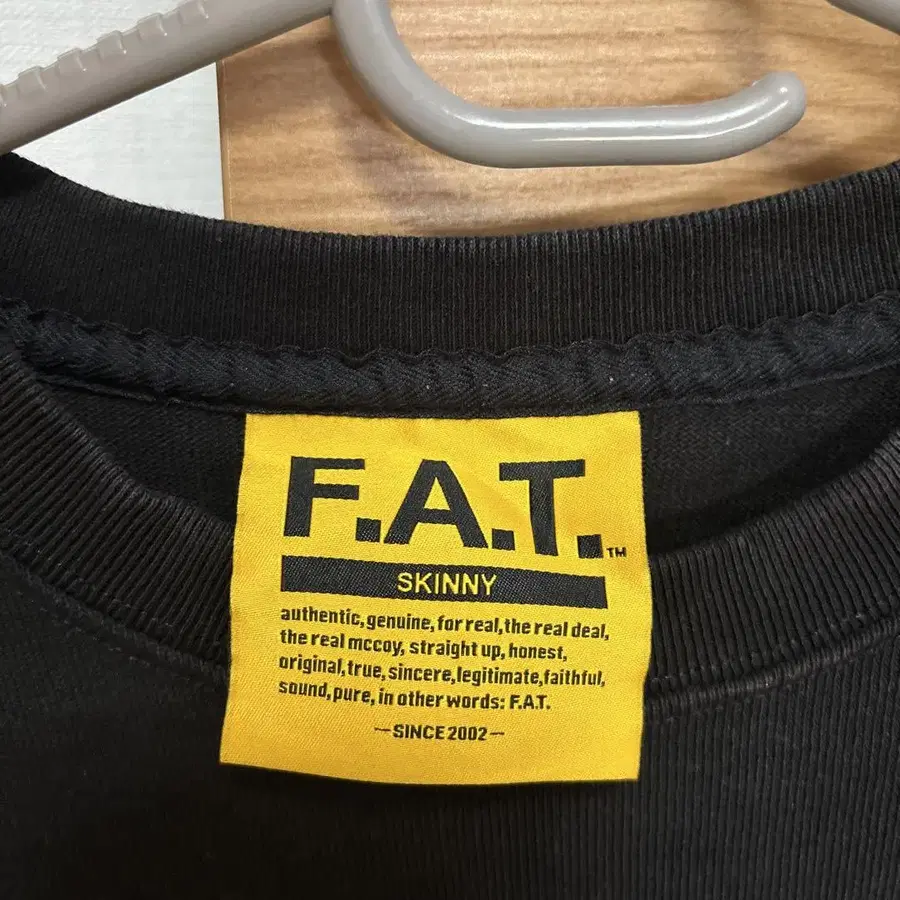 F.A.T.™
SKINNY
authentic, genuine, for real, the real deal,
the real mccoy, straight up, honest,
original, true, sincere, legitimate, faithful,
sound, pure, in other words: F.A.T.
—SINCE 2002—